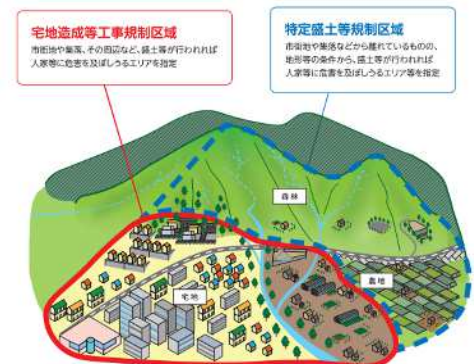 宅地造成等工事規制区域
市街地や集落、その周辺など、盛土等が行われれば
人家等に危害を及ぼしうるエリアを指定
特定盛土等規制区域
市街地や集落などから離れているものの、
地形等の条件から、盛土等が行われれば
人家等に危害を及ぼしうるエリア等を指定
森林
宅地
農地